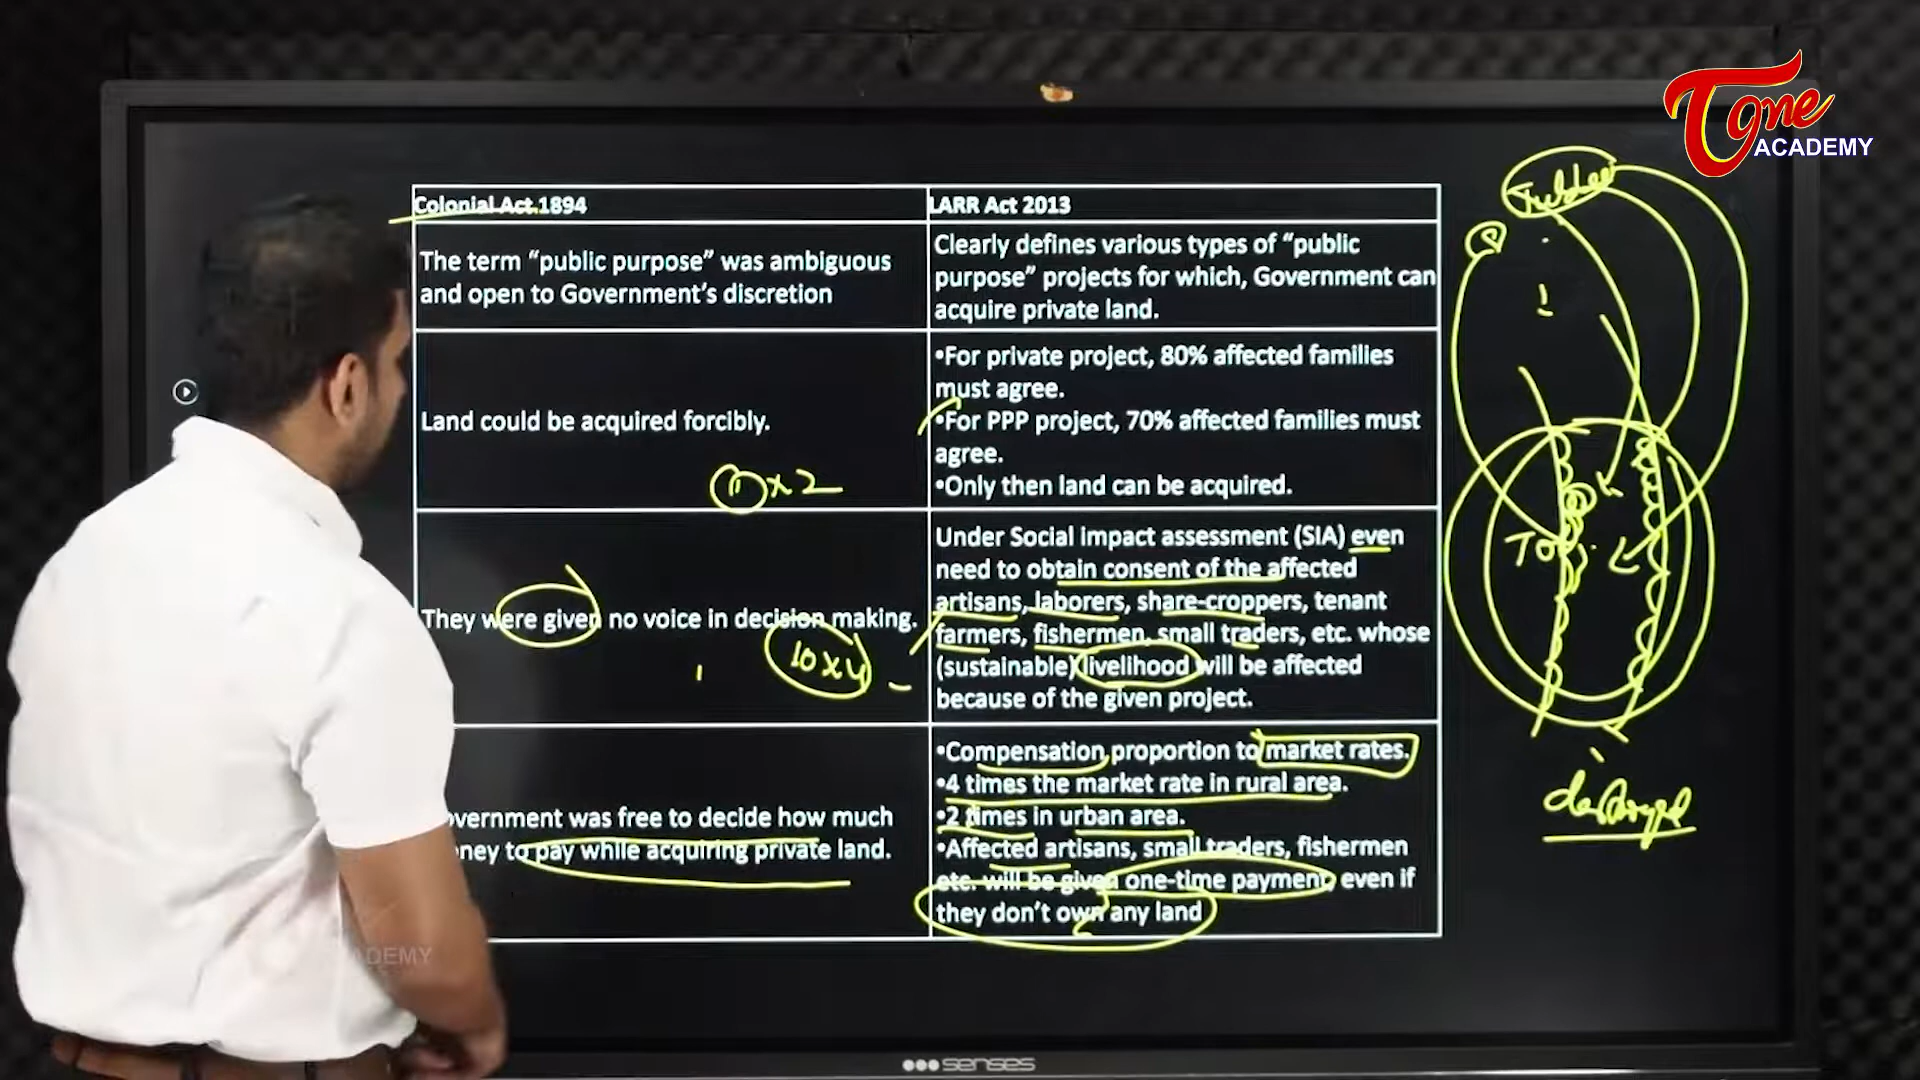 Tone
ACADEMY
Colonial Act 1894
LARR Act 2013
The term “public purpose” was ambiguous
and open to Government’s discretion
Clearly defines various types of “public
purpose” projects for which, Government can
acquire private land.
Land could be acquired forcibly.
•For private project, 80% affected families
must agree.
•For PPP project, 70% affected families must
agree.
•Only then land can be acquired.
x2
They were given no voice in decision making.
10x4
Under Social impact assessment (SIA) even
need to obtain consent of the affected
artisans, laborers, share-croppers, tenant
farmers, fishermen, small traders, etc. whose
(sustainable) livelihood will be affected
because of the given project.
vernment was free to decide how much
ney to pay while acquiring private land.
•Compensation proportion to market rates.
•4 times the market rate in rural area.
•2 times in urban area.
•Affected artisans, small traders, fishermen
etc. will be given one-time payment, even if
they don’t own any land
ADEMY
senses